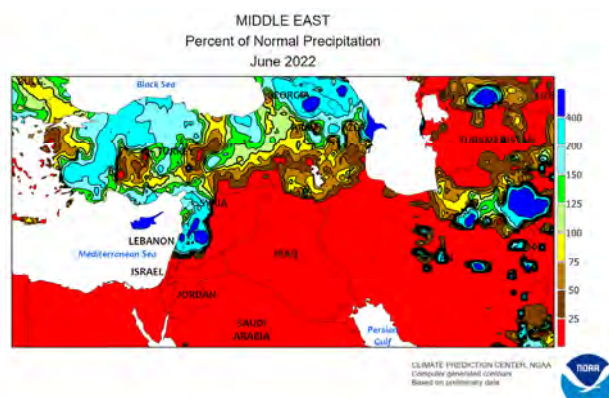 MIDDLE EAST
Percent of Normal Precipitation
June 2022
Black Sea
LEBANON
Mediterranean Sea
ISRAEL
IRAQ
JORDAN
SAUDI
ARABIA
Persian
Gulf
400
200
150
125
100
75
50
25
CLIMATE PREDICTION CENTER, NOAA
Computer generated contours
Based on preliminary data
NOAA